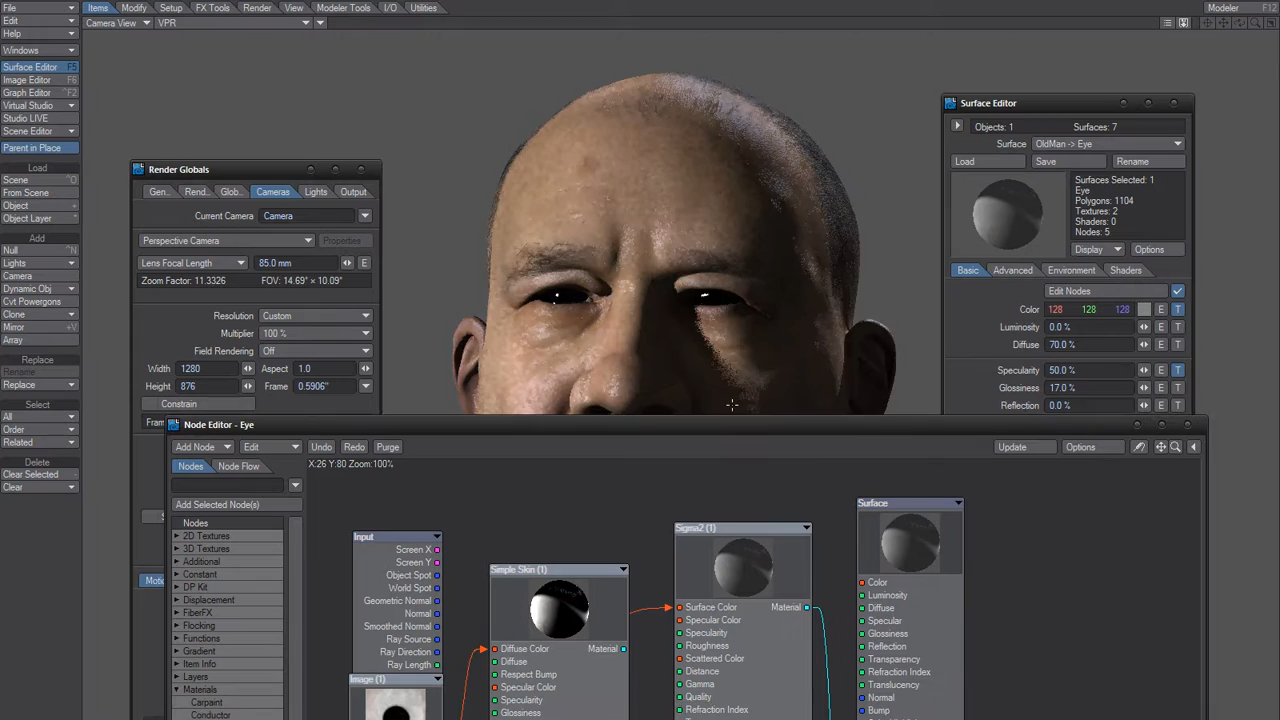 File
Items Modify Setup FX Tools Render View Modeler Tools I/O Utilities
Modeler F12
Edit
Camera View VPR
Help
Windows
Surface Editor F5
Image Editor F6
Graph Editor ^F2
Virtual Studio
Studio LIVE
Scene Editor
Parent in Place
Load
Scene ^O
From Scene
Object +
Object Layer
Add
Null ^N
Lights
Camera
Dynamic Obj
Cvt Powergons
Clone
Mirror +V
Array
Replace
Rename
Replace
Select
All
Order
Related
Delete
Clear Selected -
Clear
Render Globals
Gen... Rend... Glob... Cameras Lights Output
Current Camera Camera
Perspective Camera Properties
Lens Focal Length 85.0 mm E
Zoom Factor: 11.3326 FOV: 14.69° × 10.09°
Resolution Custom
Multiplier 100 %
Field Rendering Off
Width 1280 Aspect 1.0
Height 876 Frame 0.5906"
Constrain
Fram
Motio
Surface Editor
Objects: 1 Surfaces: 7
Surface OldMan -> Eye
Load Save Rename
Surfaces Selected: 1
Eye
Polygons: 1104
Textures: 2
Shaders: 0
Nodes: 5
Display Options
Basic Advanced Environment Shaders
Edit Nodes
Color 128 128 128 E T
Luminosity 0.0 % E T
Diffuse 70.0 % E T
Specularity 50.0 % E T
Glossiness 17.0 % E T
Reflection 0.0 % E T
Node Editor - Eye
Add Node Edit Undo Redo Purge Update Options
Nodes Node Flow
X:26 Y:80 Zoom:100%
Add Selected Node(s)
Nodes
2D Textures
3D Textures
Additional
Constant
DP Kit
Displacement
FiberFX
Flocking
Functions
Gradient
Item Info
Layers
Materials
Carpaint
Conductor
Input
Screen X
Screen Y
Object Spot
World Spot
Geometric Normal
Normal
Smoothed Normal
Ray Source
Ray Direction
Ray Length
Image (1)
Simple Skin (1)
Diffuse Color Material
Diffuse
Respect Bump
Specular Color
Specularity
Glossiness
Sigma2 (1)
Surface Color Material
Specular Color
Specularity
Roughness
Scattered Color
Distance
Gamma
Quality
Refraction Index
Surface
Color
Luminosity
Diffuse
Specular
Glossiness
Reflection
Transparency
Refraction Index
Translucency
Normal
Bump